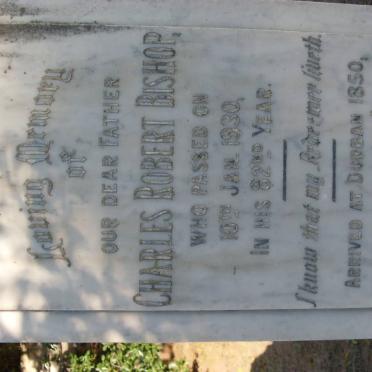 In Loving Memory
of
OUR DEAR FATHER
CHARLES ROBERT BISHOP,
WHO PASSED ON
10TH JAN. 1930,
IN HIS 82ND YEAR.
I know that my Redeemer liveth.
ARRIVED AT DURBAN 1850,